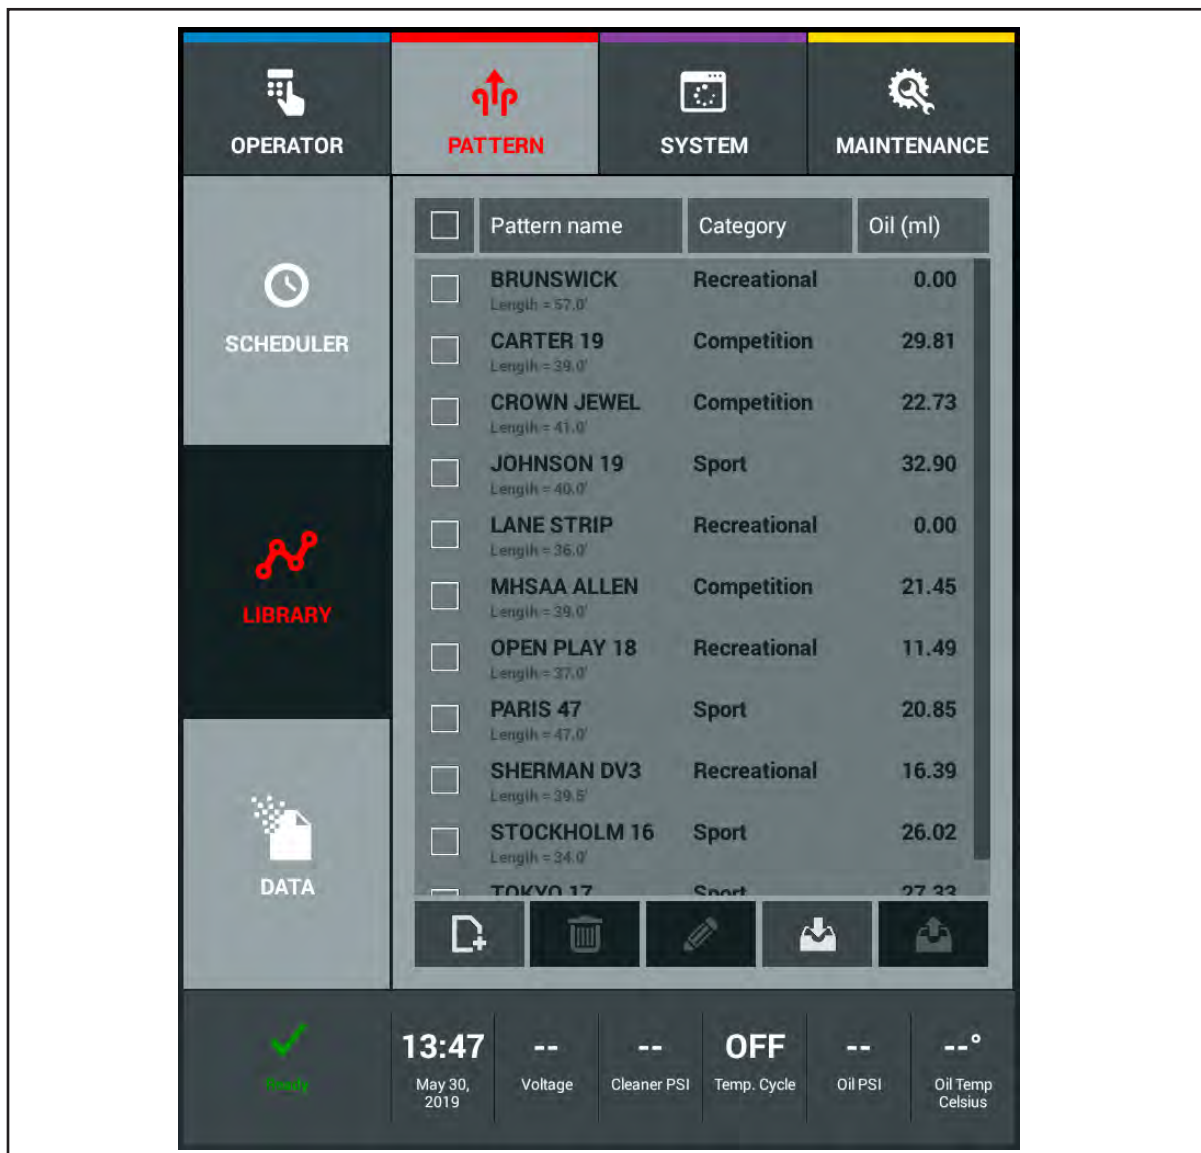 OPERATOR
PATTERN
SYSTEM
MAINTENANCE
SCHEDULER
LIBRARY
DATA
Pattern name Category Oil (ml)
BRUNSWICK Recreational 0.00
Length = 57.0'
CARTER 19 Competition 29.81
Length = 39.0'
CROWN JEWEL Competition 22.73
Length = 41.0'
JOHNSON 19 Sport 32.90
Length = 40.0'
LANE STRIP Recreational 0.00
Length = 36.0'
MHSAA ALLEN Competition 21.45
Length = 39.0'
OPEN PLAY 18 Recreational 11.49
Length = 37.0'
PARIS 47 Sport 20.85
Length = 47.0'
SHERMAN DV3 Recreational 16.39
Length = 39.5'
STOCKHOLM 16 Sport 26.02
Length = 34.0'
TOKYO 17 Sport 27.33
Ready
13:47
May 30,
2019
--
Voltage
--
Cleaner PSI
OFF
Temp. Cycle
--
Oil PSI
--°
Oil Temp
Celsius